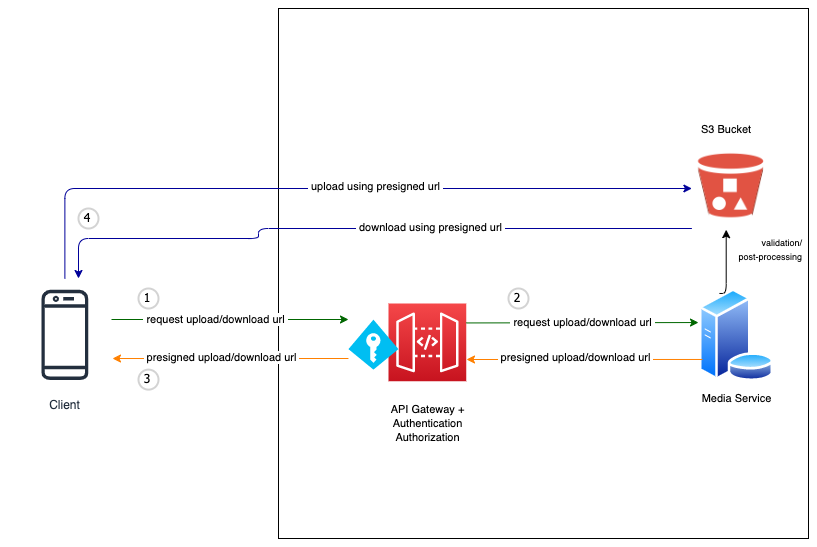 S3 Bucket
upload using presigned url
4
download using presigned url
validation/
post-processing
1
2
request upload/download url
request upload/download url
</>
presigned upload/download url
presigned upload/download url
3
Client
Media Service
API Gateway +
Authentication
Authorization